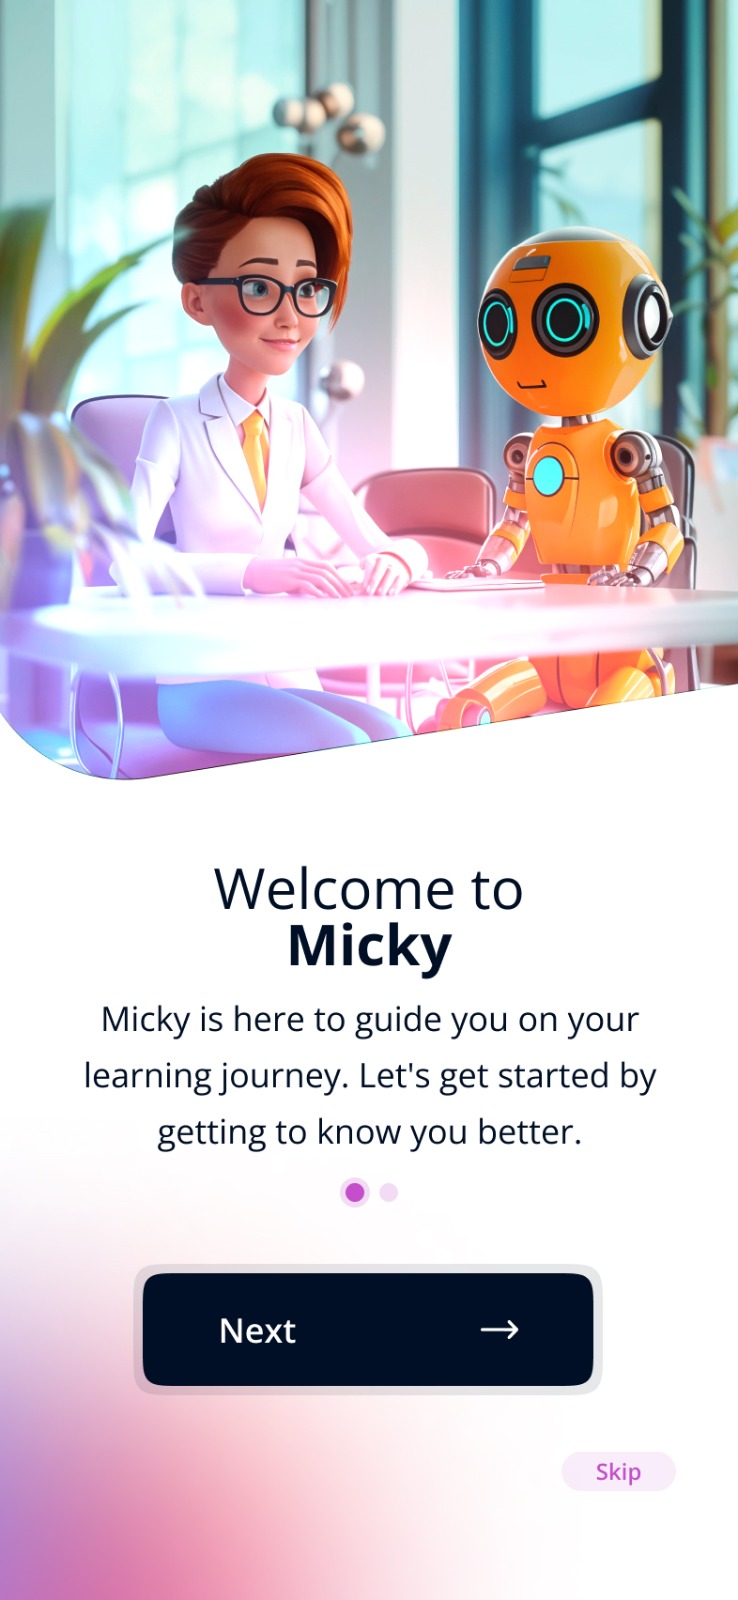 Welcome to
Micky
Micky is here to guide you on your
learning journey. Let's get started by
getting to know you better.
Next
Skip